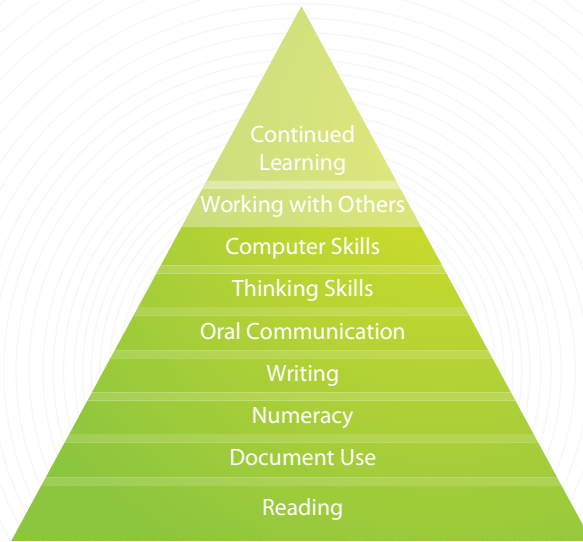 Continued
Learning
Working with Others
Computer Skills
Thinking Skills
Oral Communication
Writing
Numeracy
Document Use
Reading